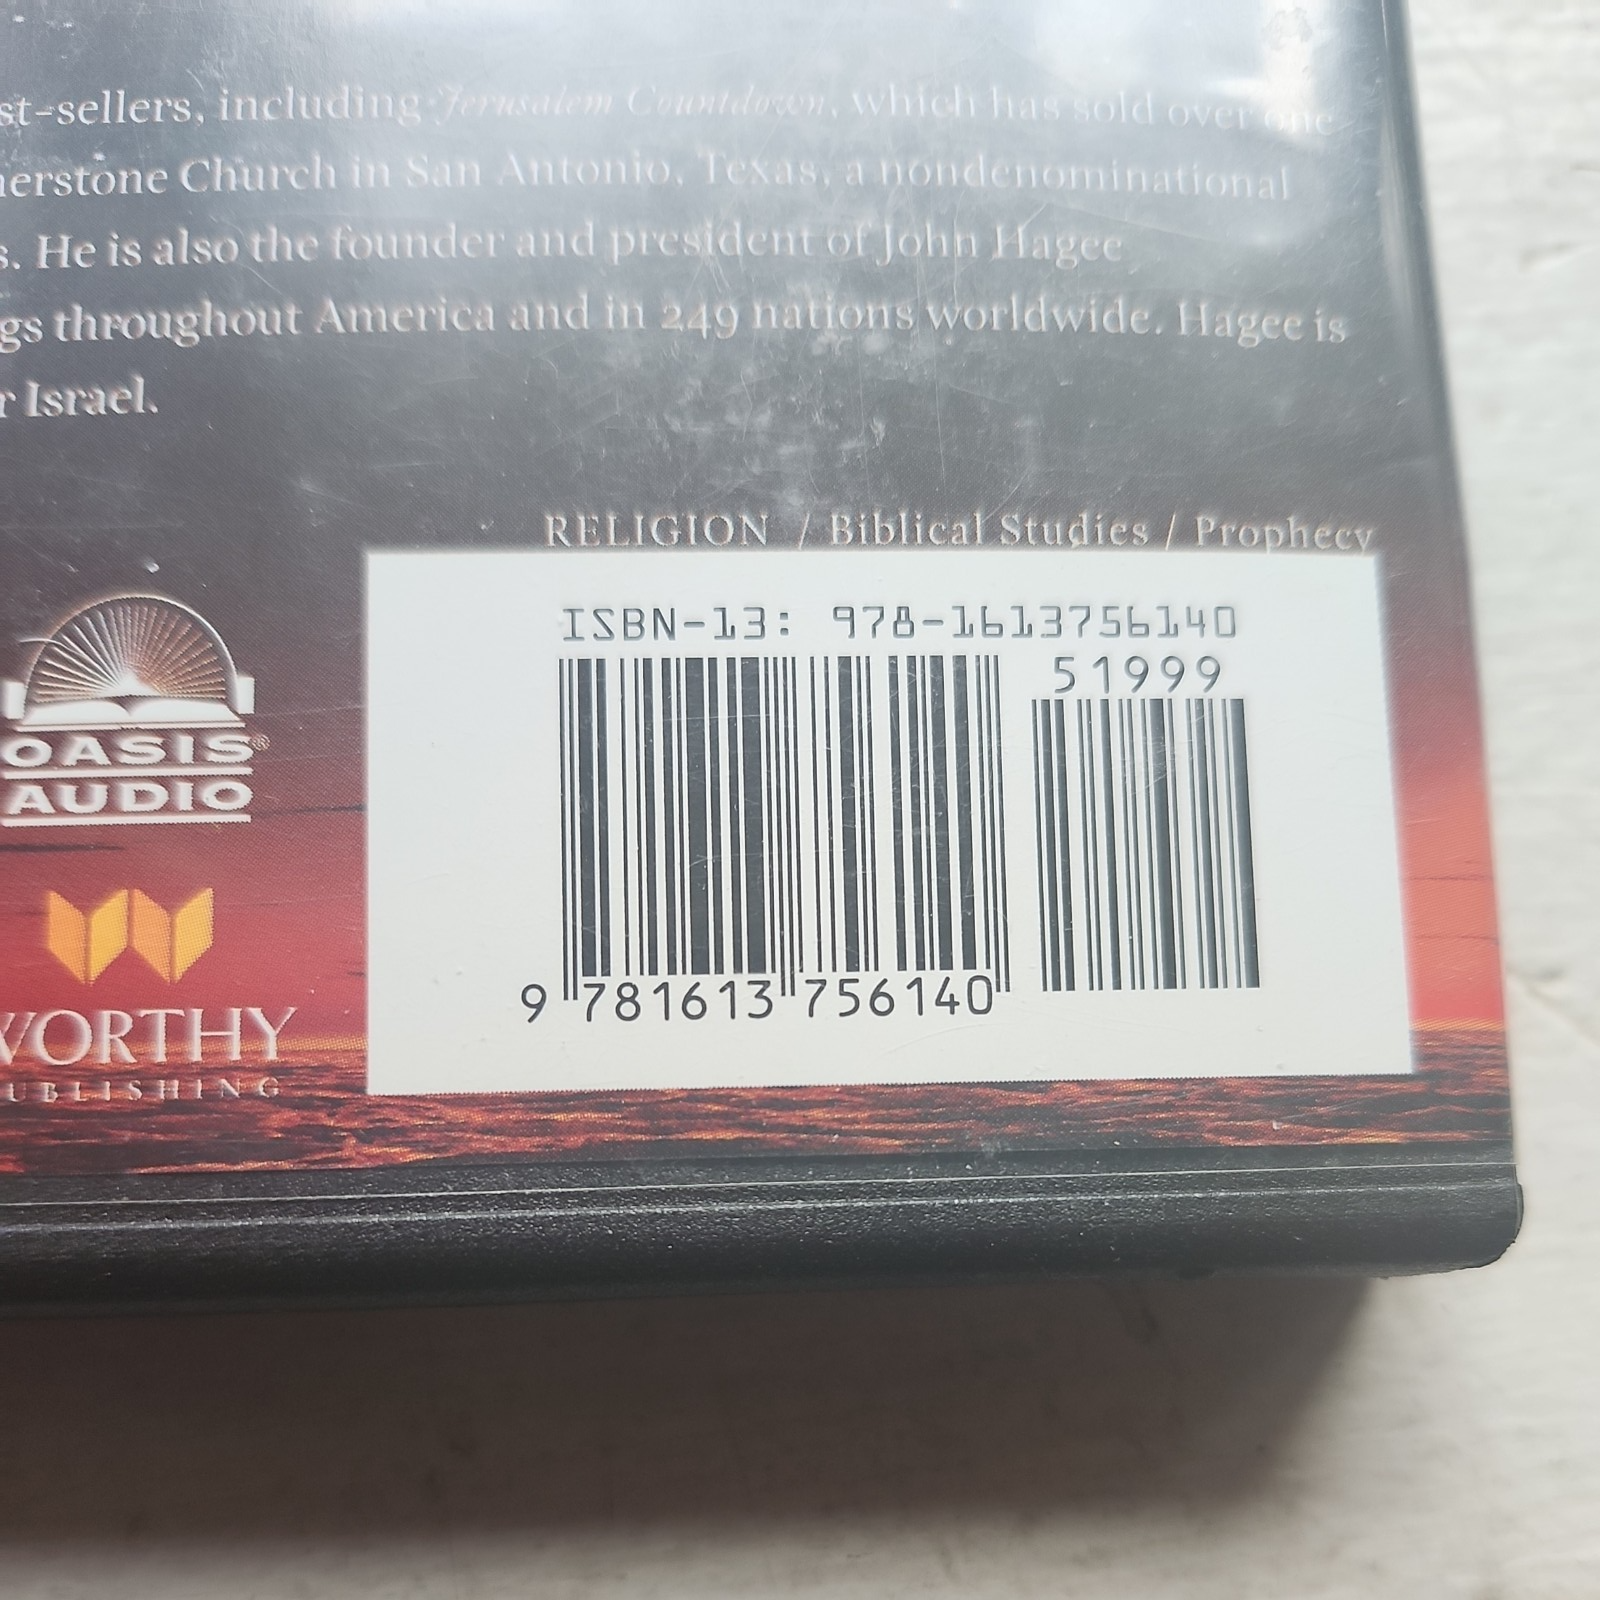 st-sellers, including Jerusalem Countdown, which has sold over one
nerstone Church in San Antonio, Texas, a nondenominational
s. He is also the founder and president of John Hagee
gs throughout America and in 249 nations worldwide. Hagee is
r Israel.
RELIGION / Biblical Studies / Prophecy
ISBN-13: 978-1613756140
51999
9 781613 756140
OASIS®
AUDIO
WORTHY
UBLISHING